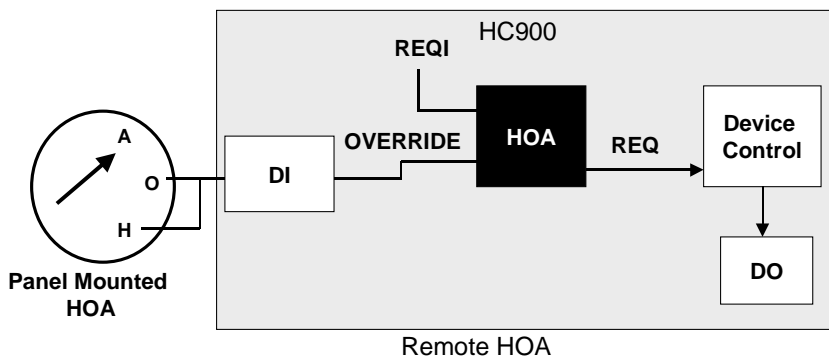 HC900
REQI
A
O
H
DI
OVERRIDE
HOA
REQ
Device
Control
DO
Panel Mounted
HOA
Remote HOA